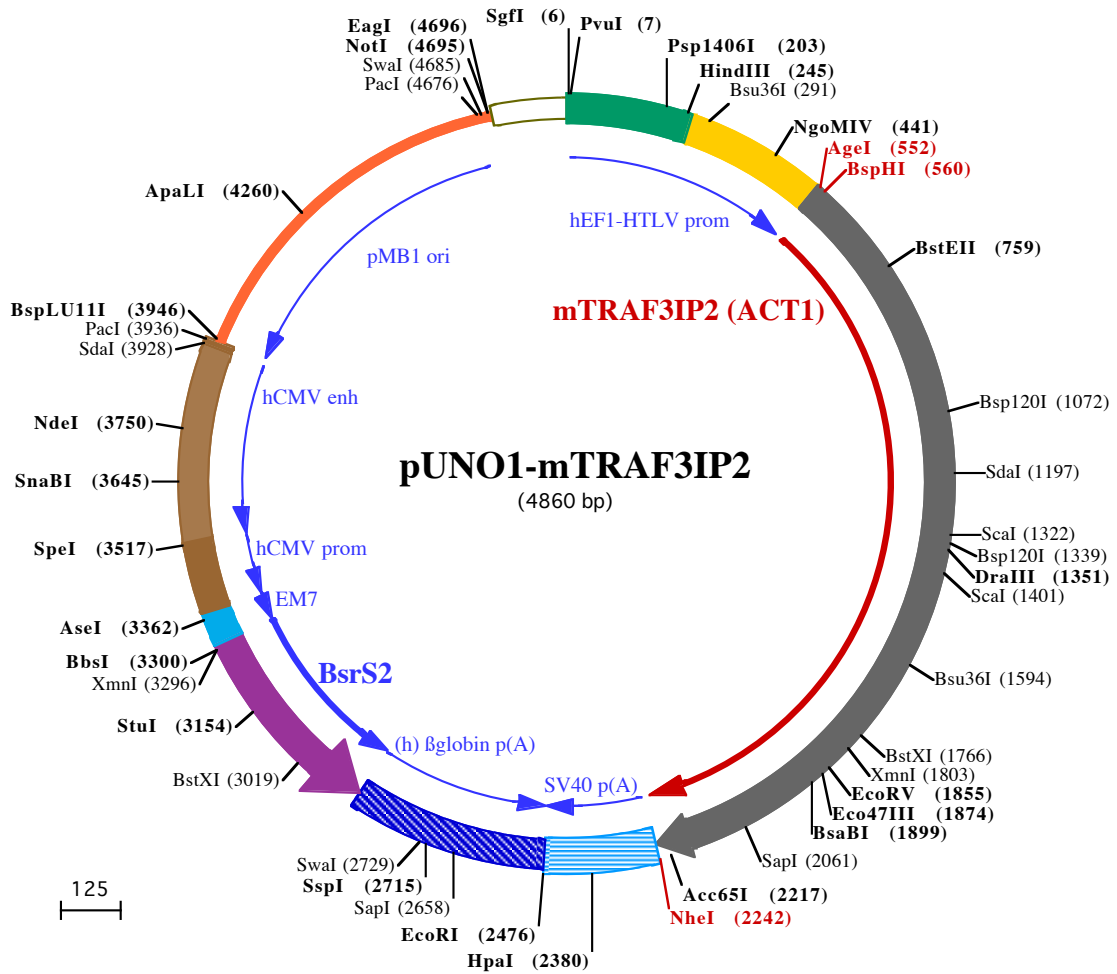 SgfI (6)
PvuI (7)
EagI (4696)
NotI (4695)
SwaI (4685)
PacI (4676)
Psp1406I (203)
HindIII (245)
Bsu36I (291)
NgoMIV (441)
AgeI (552)
BspHI (560)
ApaLI (4260)
hEF1-HTLV prom
BstEII (759)
pMB1 ori
BspLU11I (3946)
PacI (3936)
SdaI (3928)
mTRAF3IP2 (ACT1)
hCMV enh
Bsp120I (1072)
NdeI (3750)
pUNO1-mTRAF3IP2
(4860 bp)
SdaI (1197)
SnaBI (3645)
ScaI (1322)
SpeI (3517)
hCMV prom
Bsp120I (1339)
DraIII (1351)
ScaI (1401)
EM7
AseI (3362)
BbsI (3300)
XmnI (3296)
BsrS2
Bsu36I (1594)
StuI (3154)
(h) ßglobin p(A)
BstXI (1766)
BstXI (3019)
XmnI (1803)
SV40 p(A)
EcoRV (1855)
Eco47III (1874)
BsaBI (1899)
SwaI (2729)
SapI (2061)
SspI (2715)
125
SapI (2658)
Acc65I (2217)
NheI (2242)
EcoRI (2476)
HpaI (2380)